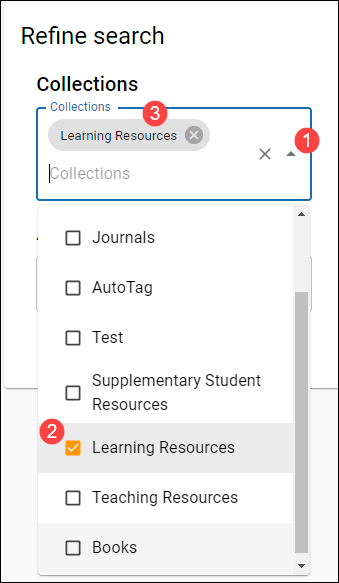 Refine search
Collections
Collections
3
Learning Resources
1
Collections
Journals
AutoTag
Test
Supplementary Student
Resources
2
Learning Resources
Teaching Resources
Books